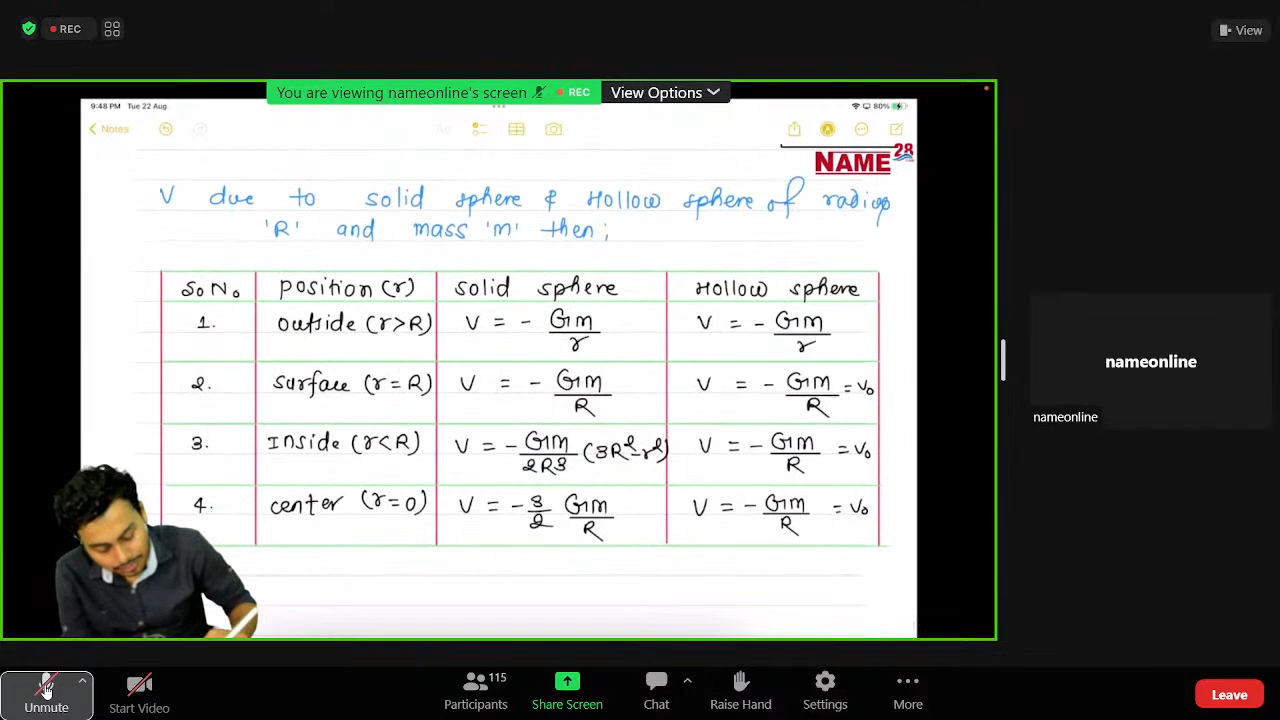 REC
View
You are viewing nameonline's screen REC View Options
9:48 PM Tue 22 Aug
80%
Notes
Aa
NAME 28
V due to solid sphere & Hollow sphere of radius
'R' and mass 'm' then;
So No. position (r) solid sphere Hollow sphere
1. outside (r>R) V = - Gm/r V = - Gm/r
2. surface (r=R) V = - Gm/R V = - Gm/R = V₀
3. Inside (r<R) V = - Gm/2R³ (3R²-r²) V = - Gm/R = V₀
4. center (r=0) V = - 3/2 Gm/R V = - Gm/R = V₀
nameonline
nameonline
Unmute
Start Video
115
Participants
Share Screen
Chat
Raise Hand
Settings
More
Leave